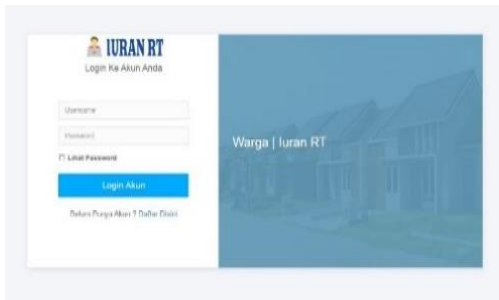 IURAN RT
Login Ke Akun Anda
Username
Password
Lihat Password
Login Akun
Belum Punya Akun ? Daftar Disini
Warga | Iuran RT